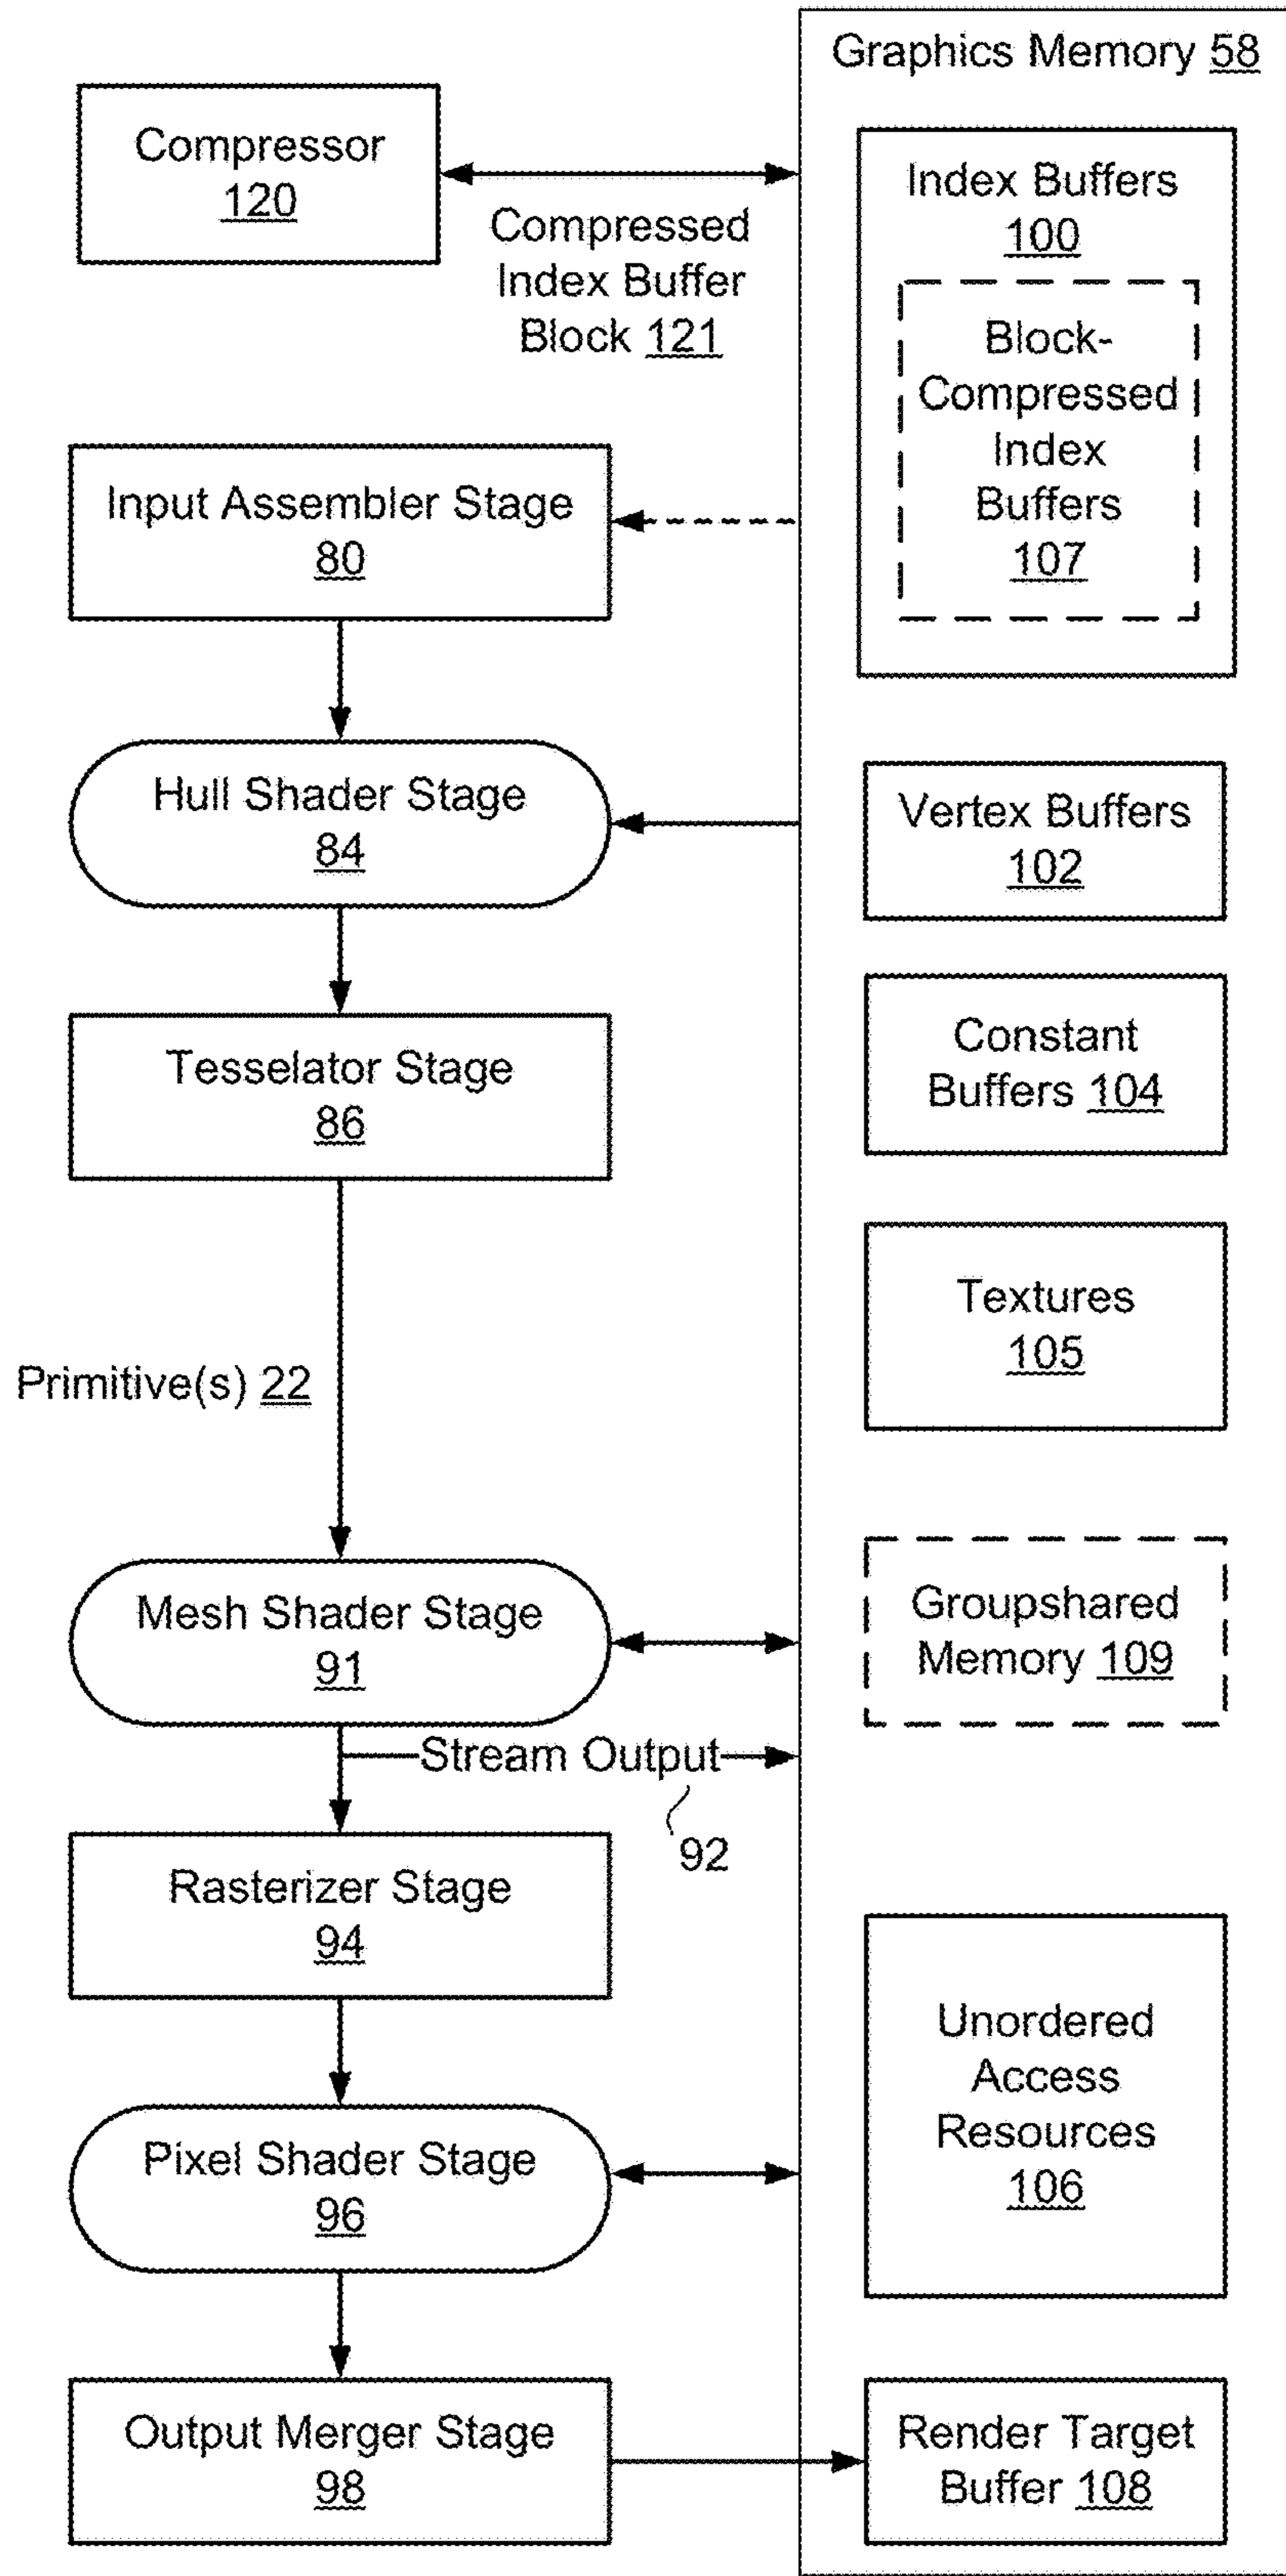 Graphics Memory 58
Compressor
120
Compressed
Index Buffer
Block 121
Index Buffers
100
Block-
Compressed
Index
Buffers
107
Input Assembler Stage
80
Hull Shader Stage
84
Vertex Buffers
102
Tesselator Stage
86
Constant
Buffers 104
Textures
105
Primitive(s) 22
Mesh Shader Stage
91
Groupshared
Memory 109
Stream Output
92
Rasterizer Stage
94
Unordered
Access
Resources
106
Pixel Shader Stage
96
Output Merger Stage
98
Render Target
Buffer 108